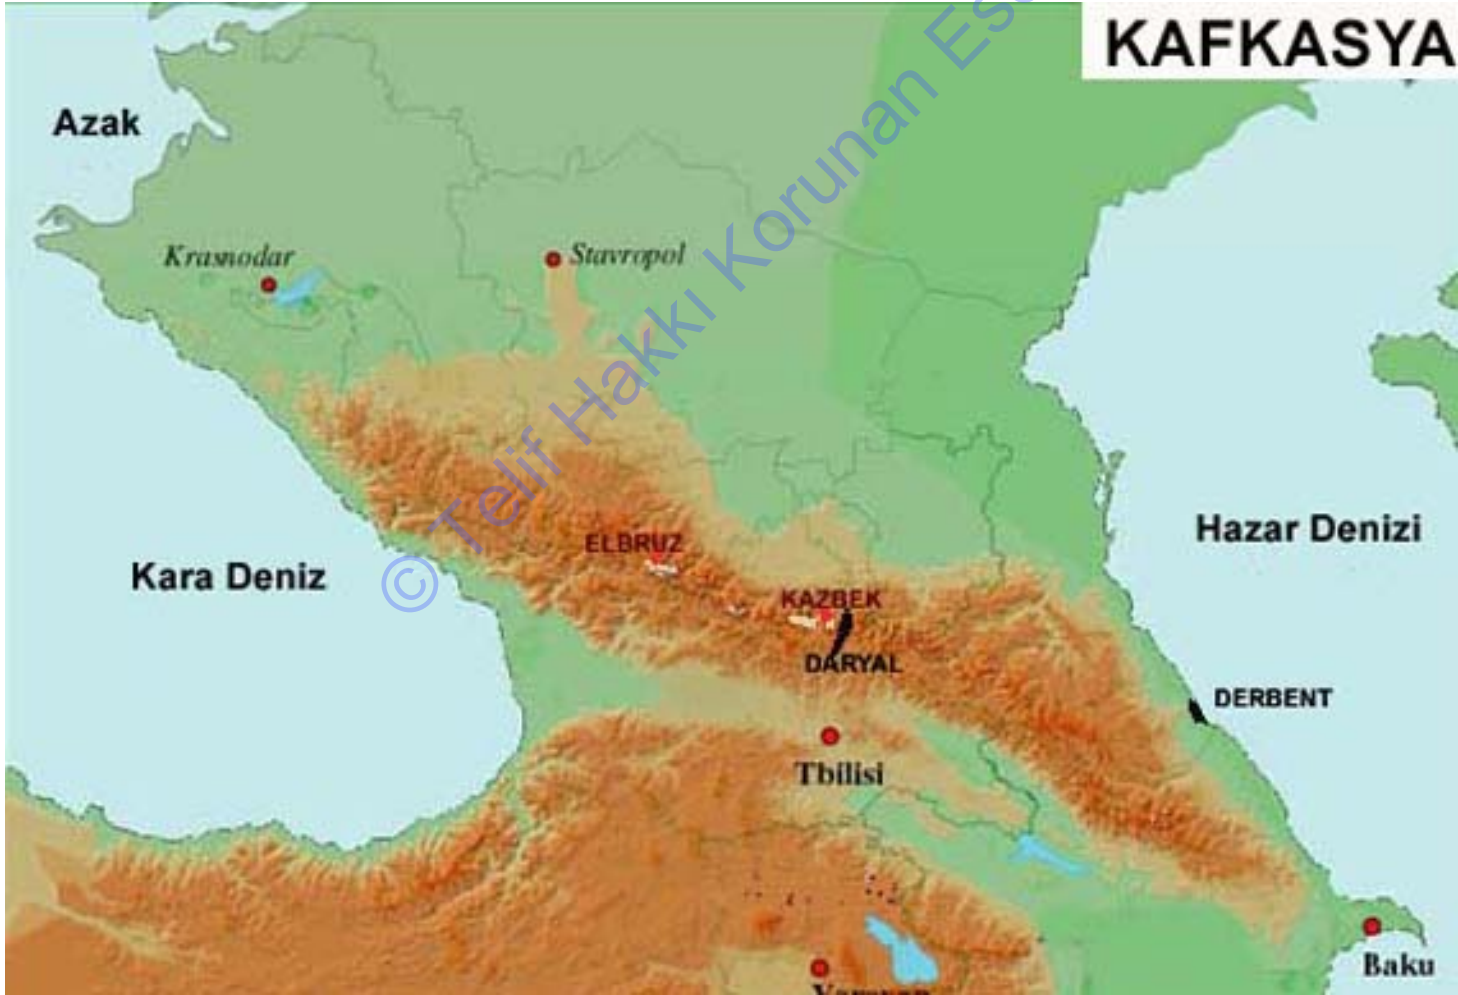 KAFKASYA
Azak
Krasnodar
Stavropol
© Telif Hakkı Korunan Es
Hazar Denizi
ELBRUZ
Kara Deniz
KAZBEK
DARYAL
DERBENT
Tbilisi
Baku